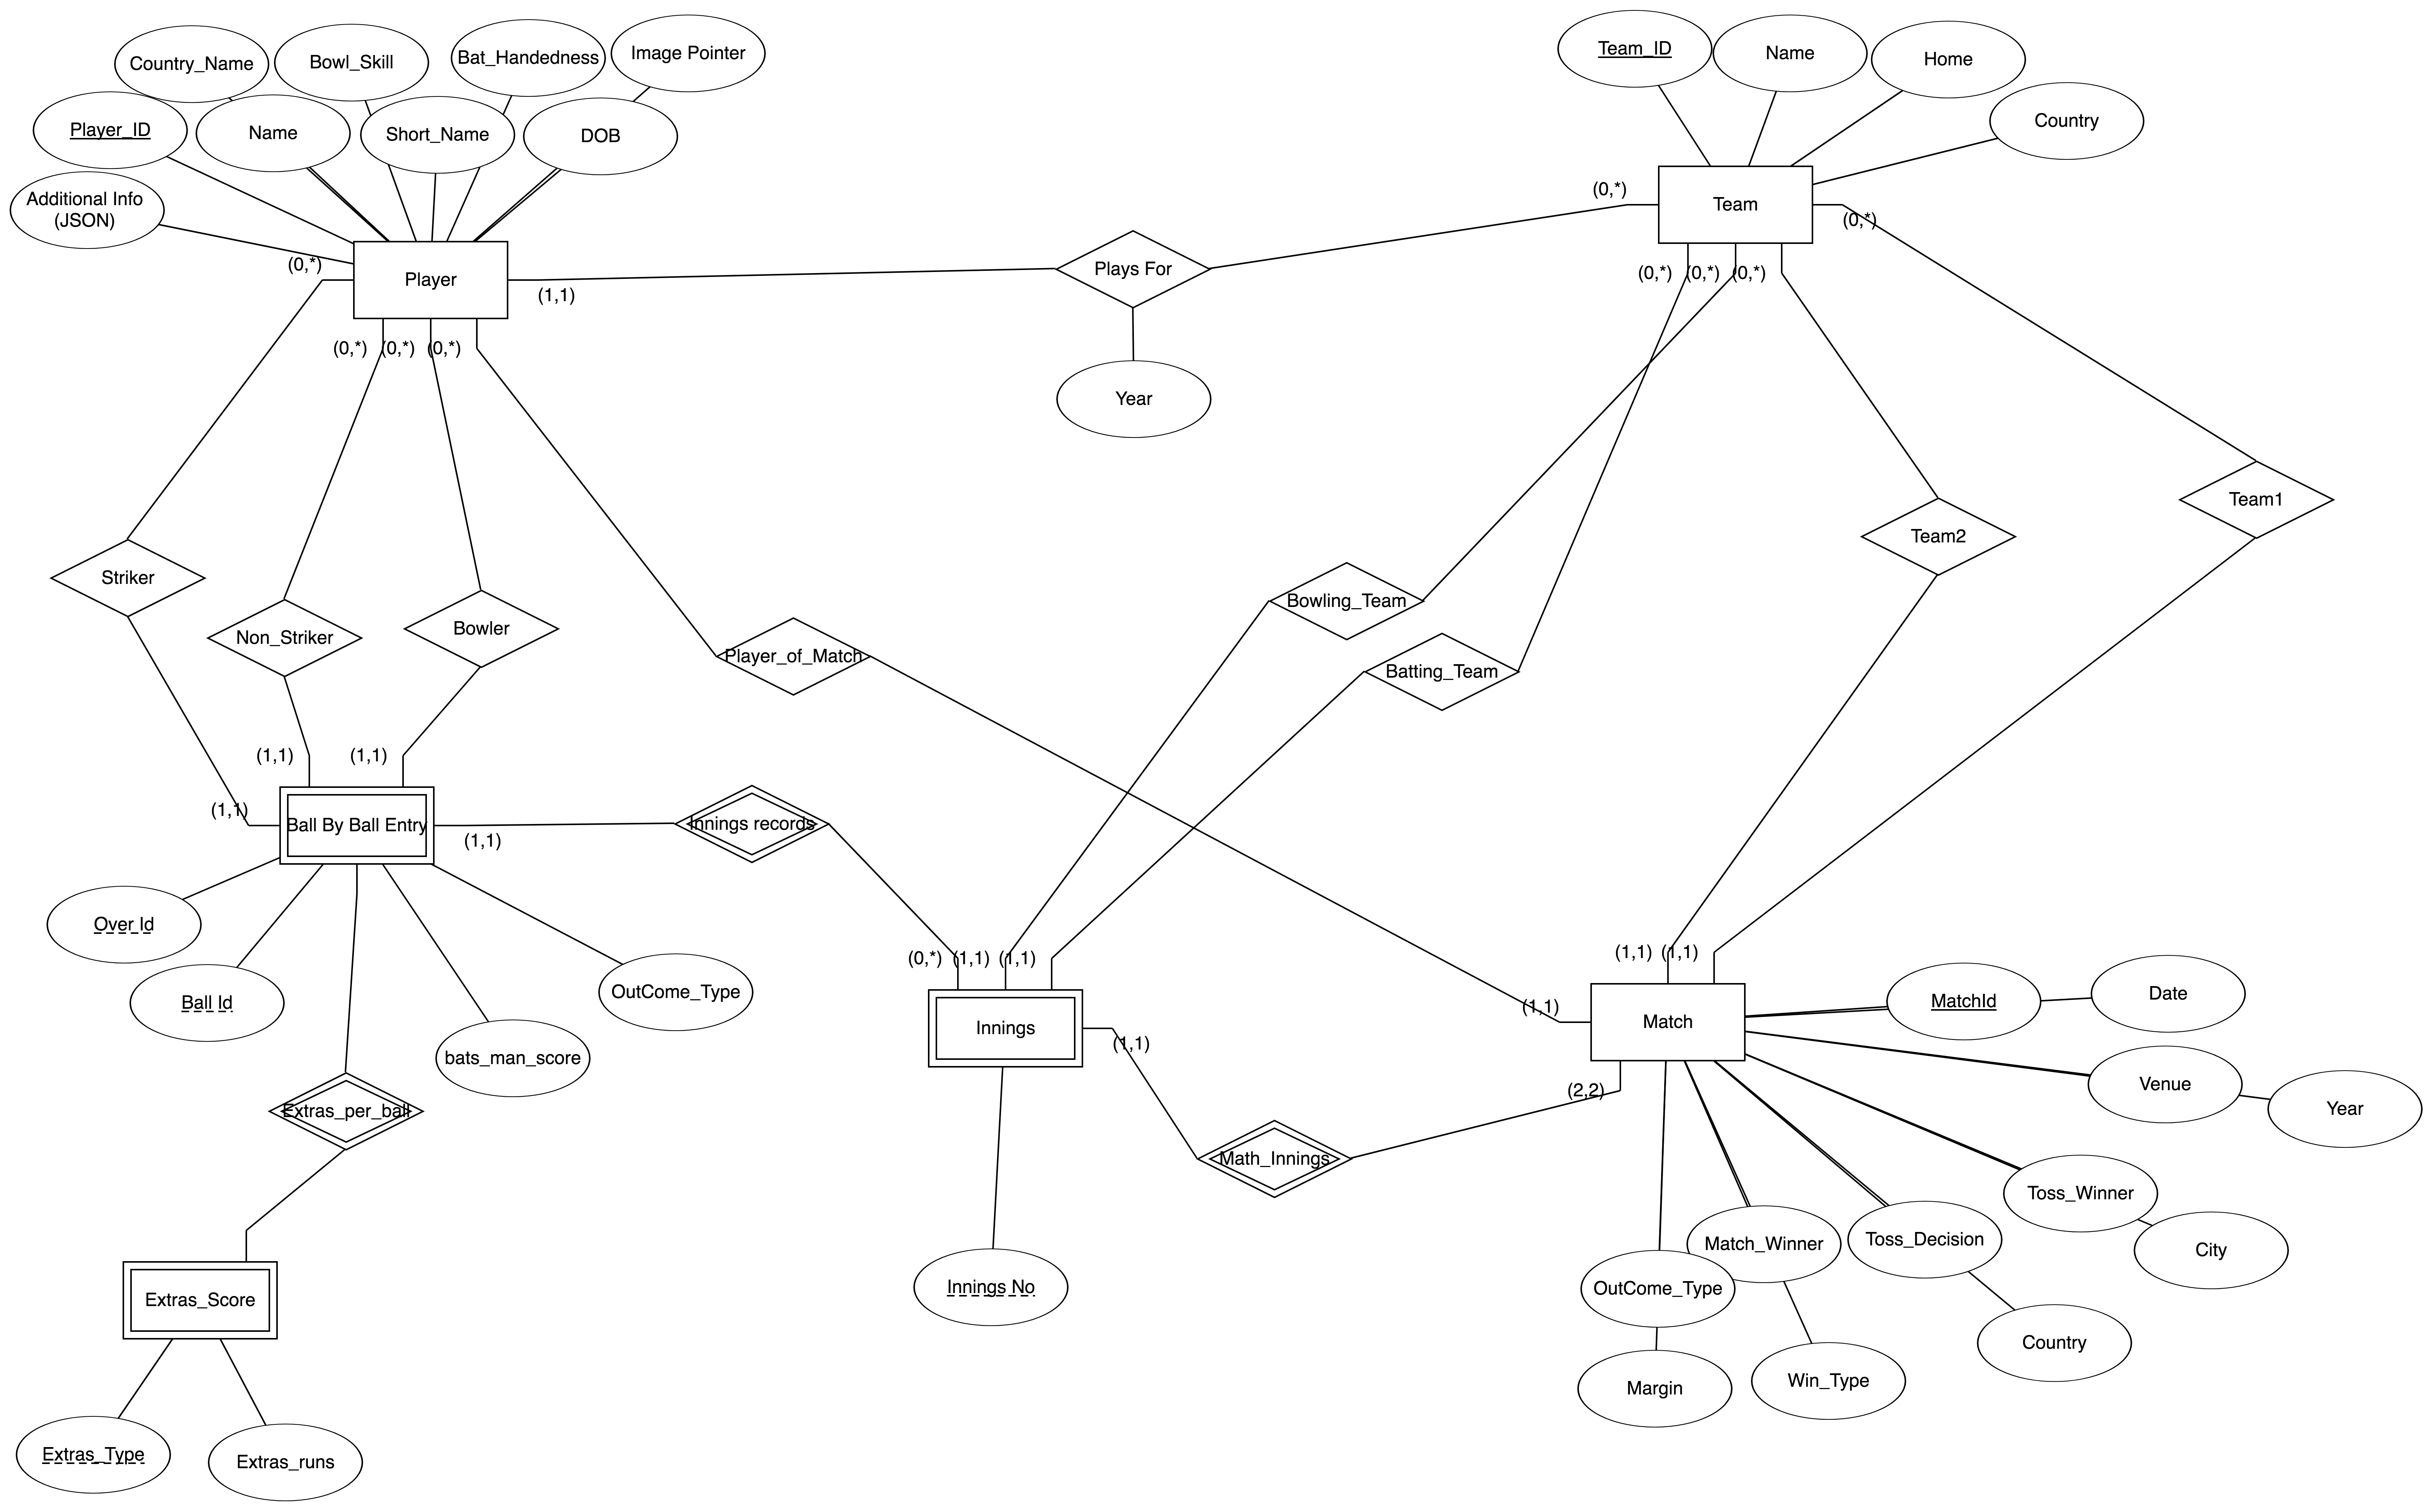 Country_Name
Bowl_Skill
Bat_Handedness
Image Pointer
Player_ID
Name
Short_Name
DOB
Additional Info
(JSON)
Team_ID
Name
Home
Country
(0,*)
Player
(1,1)
Plays For
(0,*)
Team
(0,*)
Year
(0,*)
(0,*)
(0,*)
(0,*)
(0,*)
(0,*)
Striker
Non_Striker
Bowler
Player_of_Match
Bowling_Team
Batting_Team
Team2
Team1
(1,1)
(1,1)
(1,1)
Ball By Ball Entry
(1,1)
Innings records
Over Id
Ball Id
bats_man_score
OutCome_Type
(0,*)
(1,1)
(1,1)
Innings
(1,1)
(1,1)
(1,1)
(1,1)
Match
(2,2)
MatchId
Date
Venue
Year
Extras_per_ball
Math_Innings
Toss_Winner
City
Toss_Decision
Match_Winner
OutCome_Type
Innings No
Extras_Score
Country
Win_Type
Margin
Extras_Type
Extras_runs